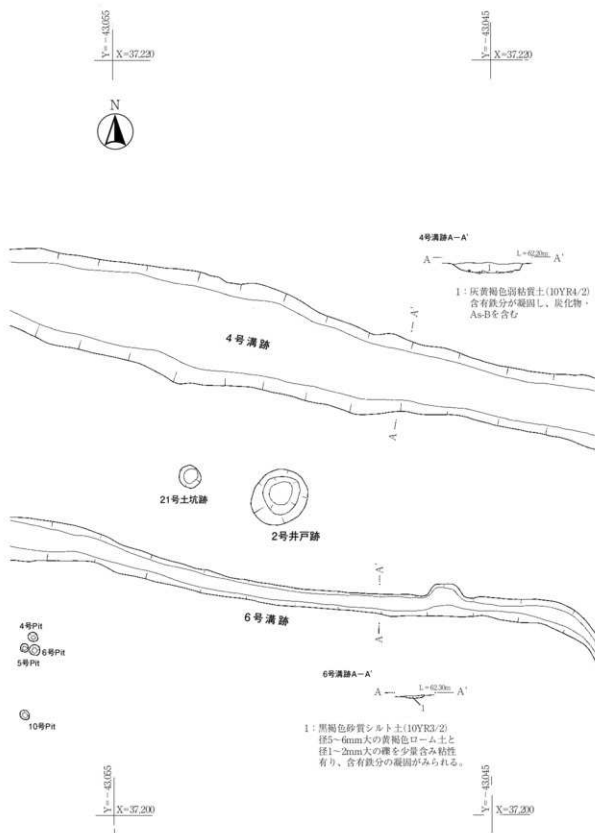 Y=-43,055
X=37,220
Y=-43,045
X=37,220
N
4号溝跡A-A'
A
L=62.20m
A'
1
1：灰黄褐色弱粘質土(10YR4/2)
含有鉄分が凝固し、炭化物・
As-Bを含む
A'
4号溝跡
A
21号土坑跡
2号井戸跡
A'
6号溝跡
A
4号Pit
5号Pit
6号Pit
10号Pit
6号溝跡A-A'
A
L=62.30m
A'
1
1：黒褐色砂質シルト土(10YR3/2)
径5～6mm大の黄褐色ローム土と
径1～2mm大の礫を少量含み粘性
有り、含有鉄分の凝固がみられる。
Y=-43,055
X=37,200
Y=-43,045
X=37,200